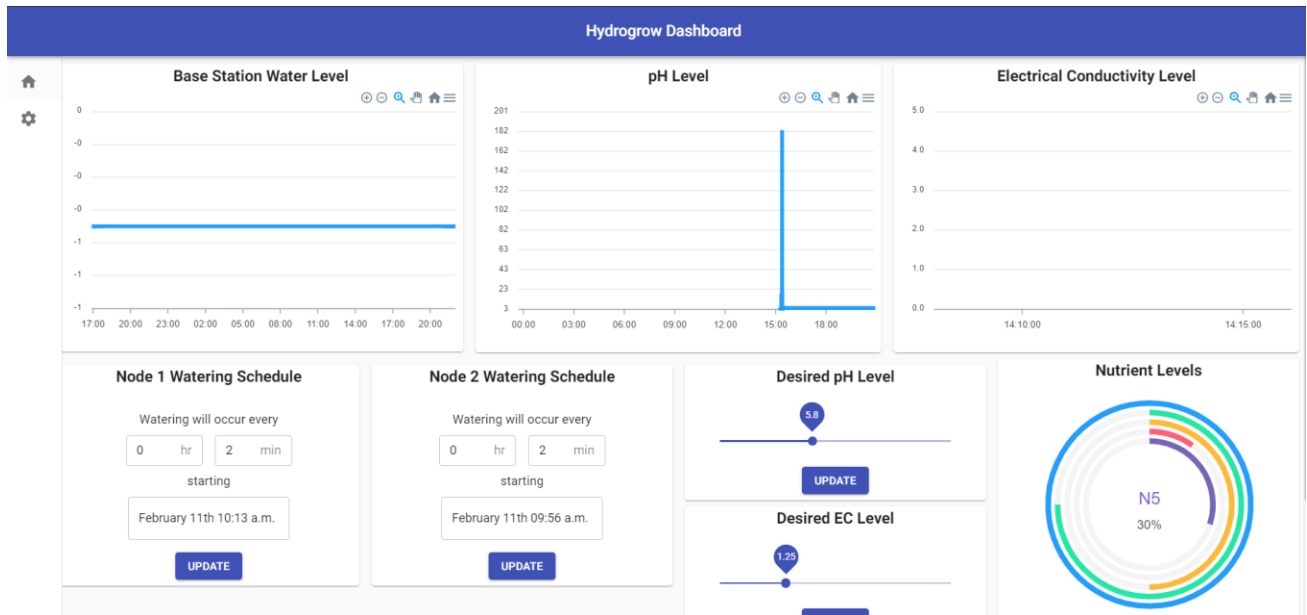 Hydrogrow Dashboard
Base Station Water Level
0
-0
-0
-0
-1
-1
-1
17:00 20:00 23:00 02:00 05:00 08:00 11:00 14:00 17:00 20:00
pH Level
201
182
162
142
122
102
82
63
43
23
3
00:00 03:00 06:00 09:00 12:00 15:00 18:00
Electrical Conductivity Level
5.0
4.0
3.0
2.0
1.0
0.0
14:10:00 14:15:00
Node 1 Watering Schedule
Watering will occur every
0 hr 2 min
starting
February 11th 10:13 a.m.
UPDATE
Node 2 Watering Schedule
Watering will occur every
0 hr 2 min
starting
February 11th 09:56 a.m.
UPDATE
Desired pH Level
5.8
UPDATE
Desired EC Level
1.25
Nutrient Levels
N5
30%